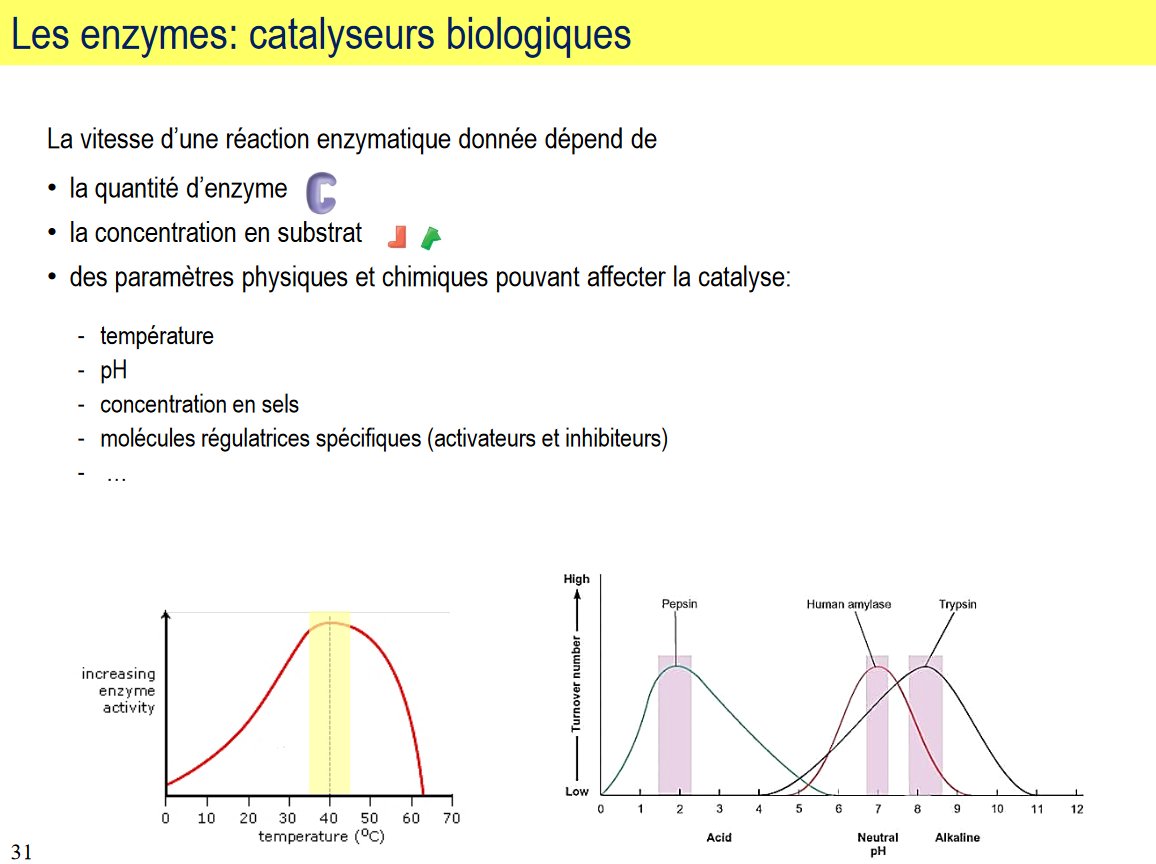 Les enzymes: catalyseurs biologiques
La vitesse d’une réaction enzymatique donnée dépend de
• la quantité d’enzyme
• la concentration en substrat
• des paramètres physiques et chimiques pouvant affecter la catalyse:
- température
- pH
- concentration en sels
- molécules régulatrices spécifiques (activateurs et inhibiteurs)
- …
increasing
enzyme
activity
0 10 20 30 40 50 60 70
temperature (⁰C)
High
Turnover number
Low
Pepsin
Human amylase
Trypsin
0 1 2 3 4 5 6 7 8 9 10 11 12
Acid
Neutral
pH
Alkaline
31